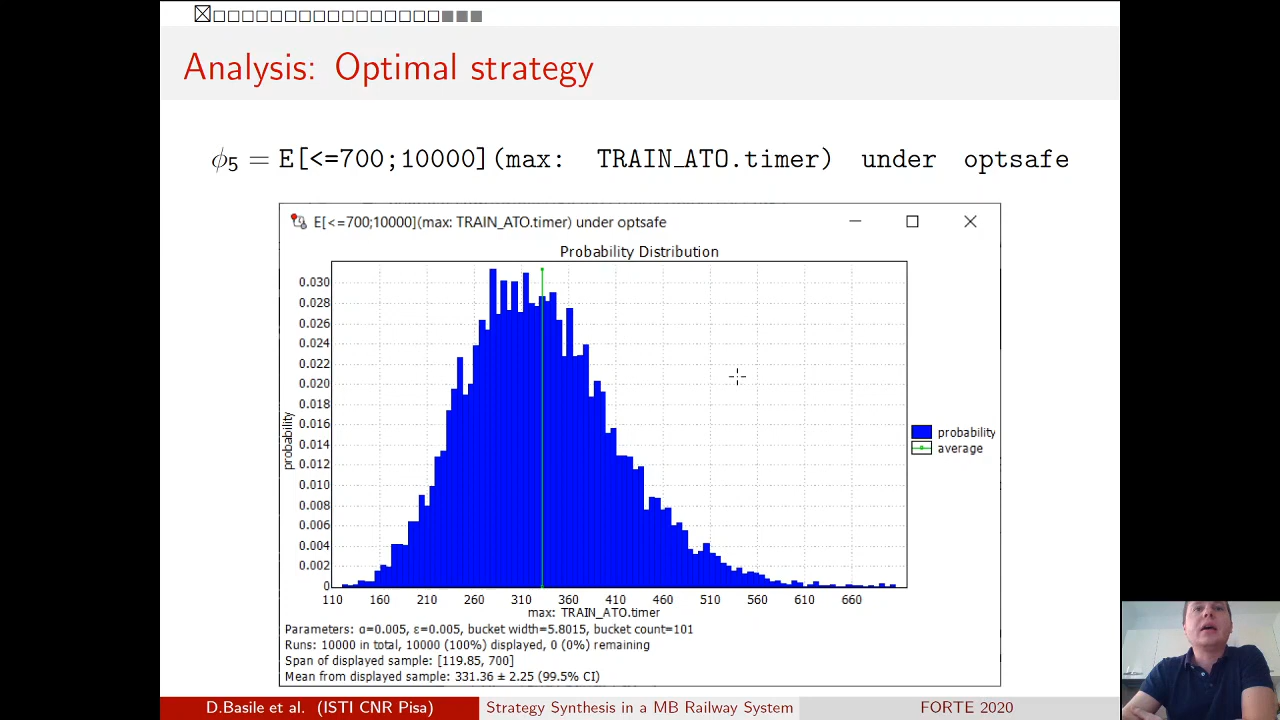 Analysis: Optimal strategy
ϕ5 = E[<=700;10000](max: TRAIN_ATO.timer) under optsafe
E[<=700;10000](max: TRAIN_ATO.timer) under optsafe
Probability Distribution
0.030
0.028
0.026
0.024
0.022
0.020
0.018
0.016
0.014
0.012
0.010
0.008
0.006
0.004
0.002
0
probability
probability
average
110 160 210 260 310 360 410 460 510 560 610 660
max: TRAIN_ATO.timer
Parameters: α=0.005, ε=0.005, bucket width=5.8015, bucket count=101
Runs: 10000 in total, 10000 (100%) displayed, 0 (0%) remaining
Span of displayed sample: [119.85, 700]
Mean from displayed sample: 331.36 ± 2.25 (99.5% CI)
D.Basile et al. (ISTI CNR Pisa) Strategy Synthesis in a MB Railway System FORTE 2020